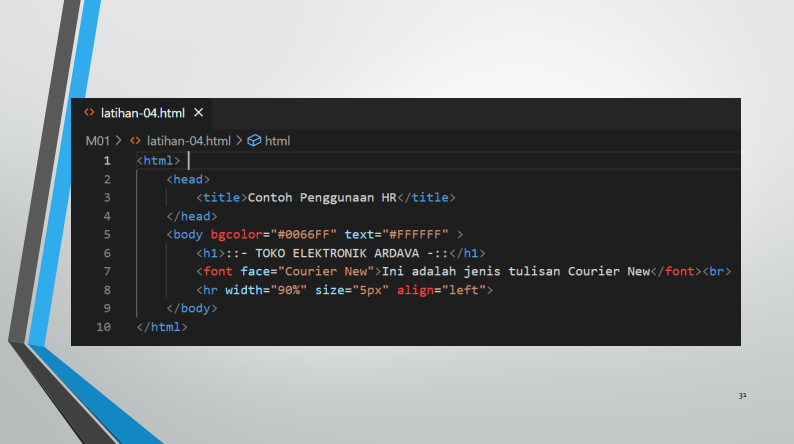 latihan-04.html
M01 > latihan-04.html > html
1 <html>
2 <head>
3 <title>Contoh Penggunaan HR</title>
4 </head>
5 <body bgcolor="#0066FF" text="#FFFFFF" >
6 <h1>::- TOKO ELEKTRONIK ARDAVA -::</h1>
7 <font face="Courier New">Ini adalah jenis tulisan Courier New</font><br>
8 <hr width="90%" size="5px" align="left">
9 </body>
10 </html>
31